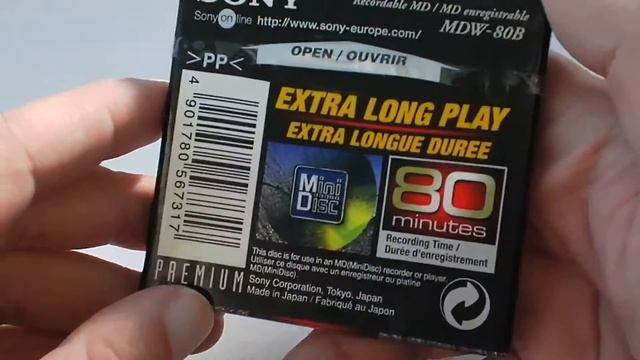 SONY
Recordable MD / MD enregistrable
Sony on line http://www.sony-europe.com/
MDW-80B
OPEN / OUVRIR
>PP<
EXTRA LONG PLAY
EXTRA LONGUE DUREE
4 901780 567317
Mini
Disc
80
minutes
Recording Time /
Durée d'enregistrement
This disc is for use in an MD(MiniDisc) recorder or player.
Utiliser ce disque avec un enregistreur ou platine
MD(MiniDisc).
PREMIUM
Sony Corporation, Tokyo, Japan
Made in Japan / Fabriqué au Japon